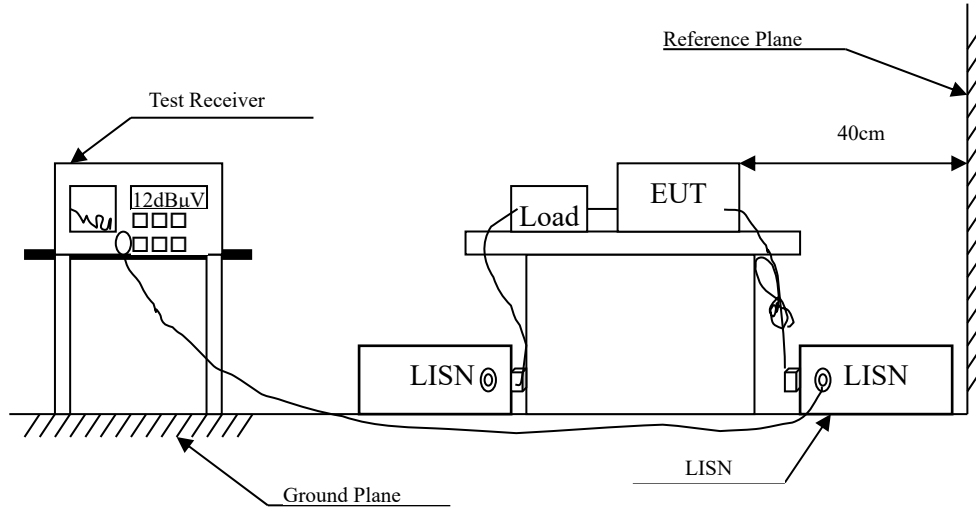 Reference Plane
Test Receiver
40cm
12dBμV
EUT
Load
LISN
LISN
LISN
Ground Plane